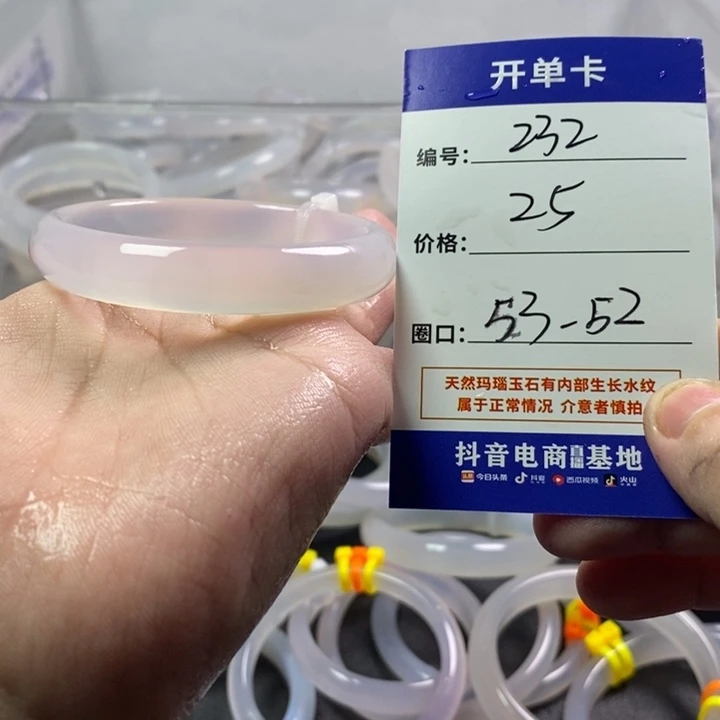 开单卡
编号: 232
价格: 25
圈口: 53-52
天然玛瑙玉石有内部生长水纹
属于正常情况 介意者慎拍
抖音电商直播基地
头条 今日头条 抖音 西瓜视频 火山